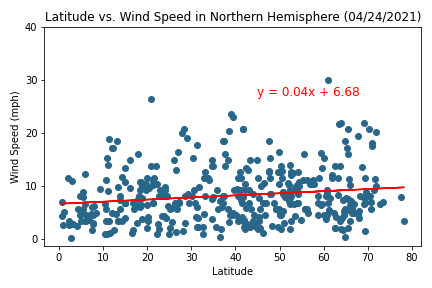 Latitude vs. Wind Speed in Northern Hemisphere (04/24/2021)
40
30
20
10
0
Wind Speed (mph)
y = 0.04x + 6.68
0 10 20 30 40 50 60 70 80
Latitude